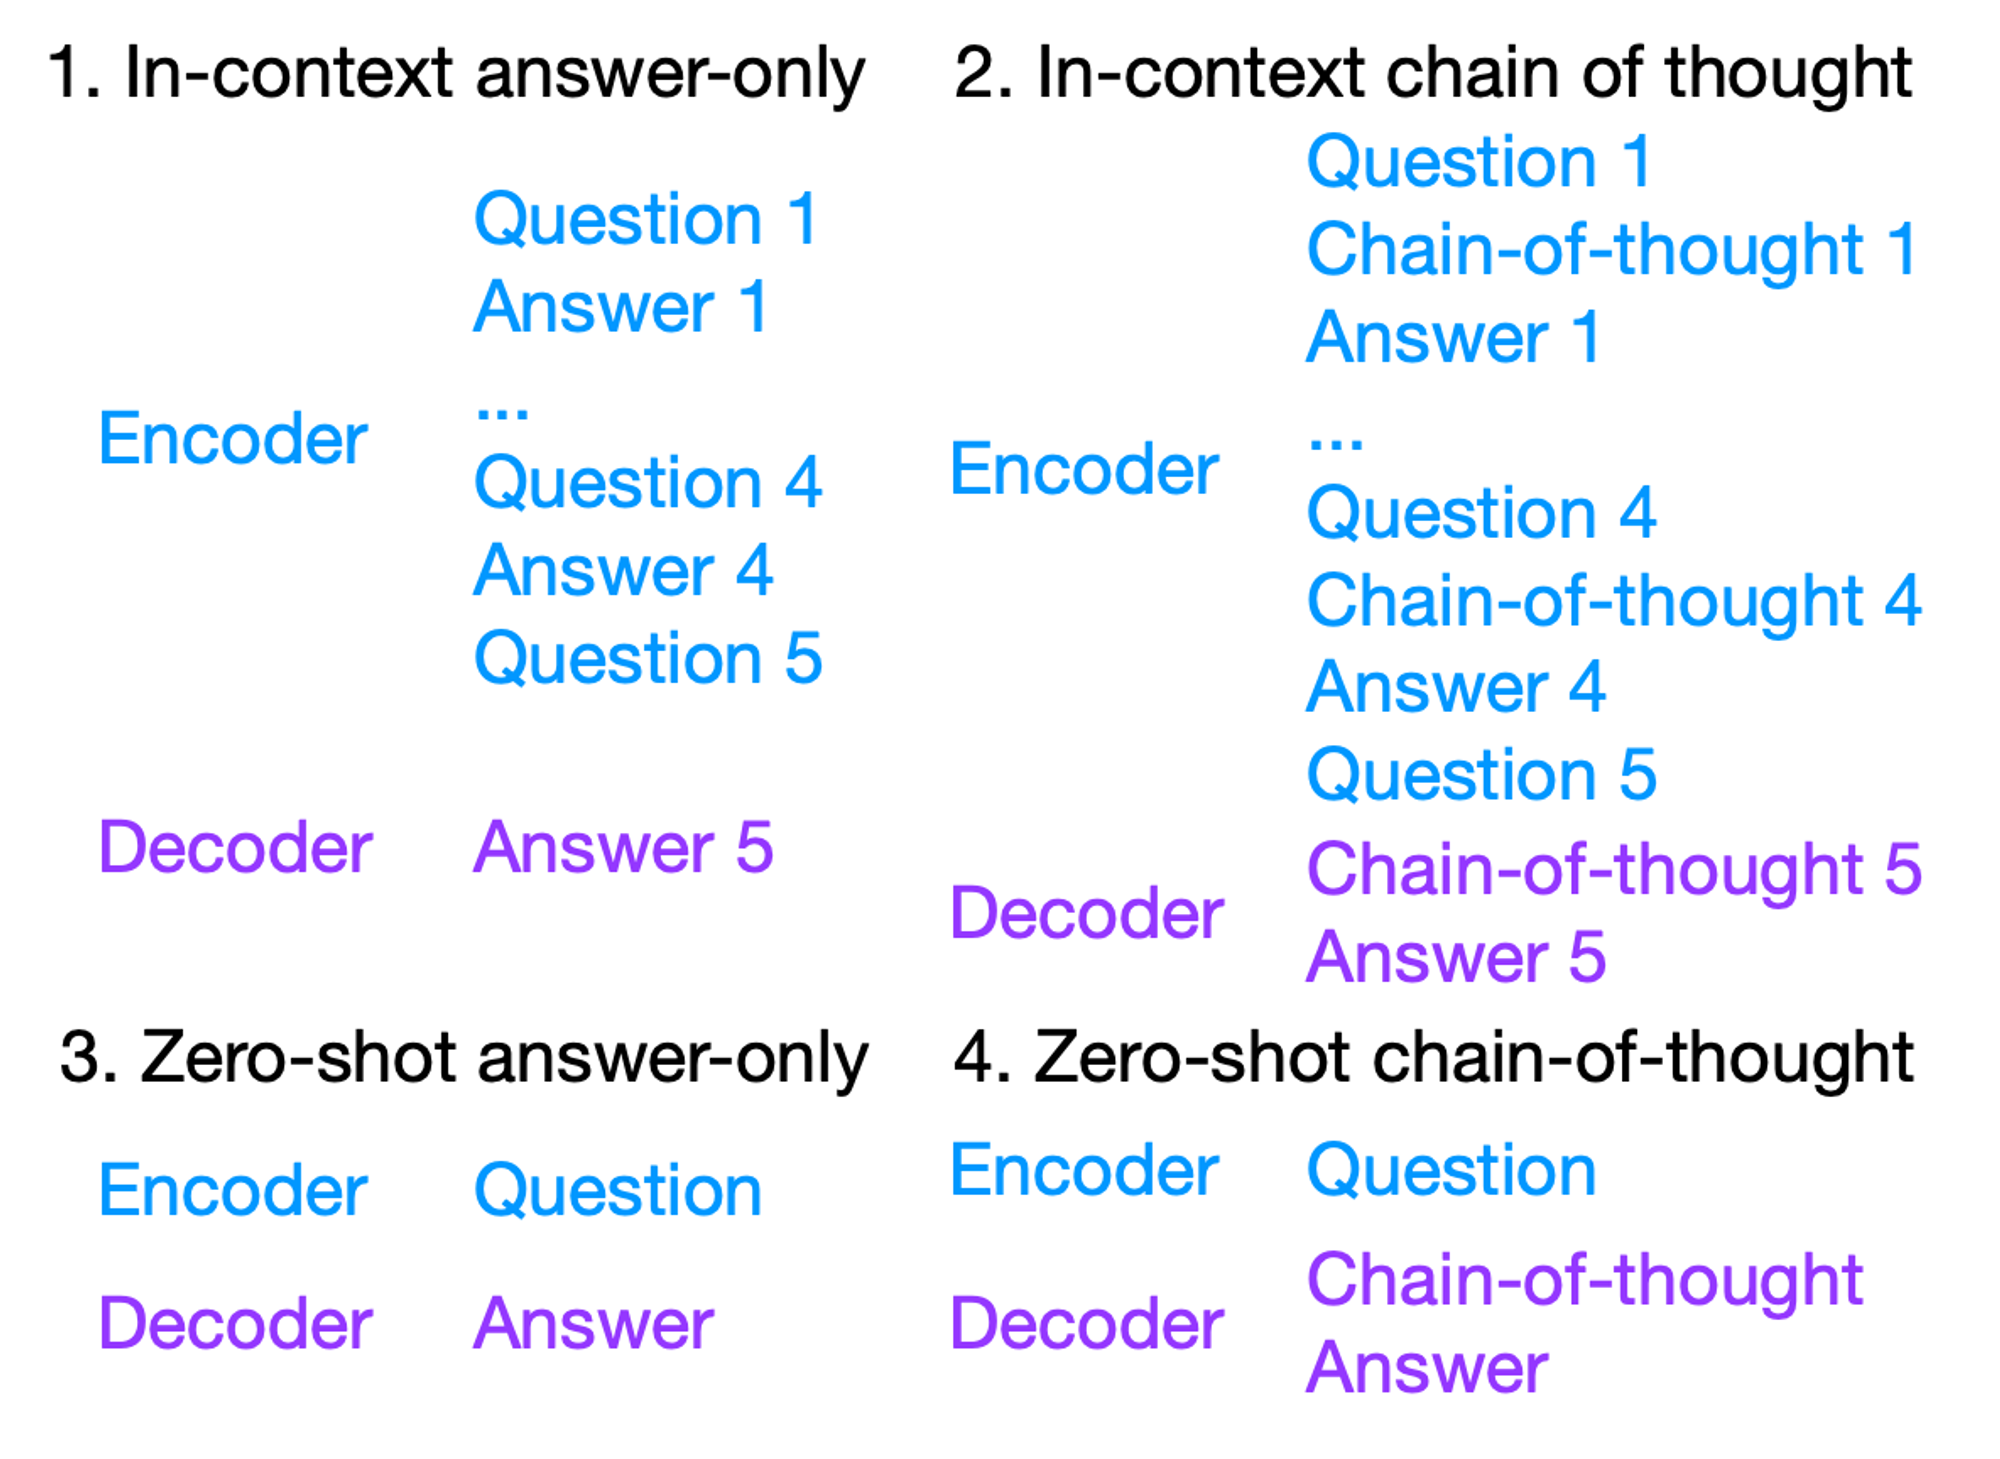 1. In-context answer-only
Question 1
Answer 1
...
Encoder
Question 4
Answer 4
Question 5
Decoder Answer 5
2. In-context chain of thought
Question 1
Chain-of-thought 1
Answer 1
...
Encoder
Question 4
Chain-of-thought 4
Answer 4
Question 5
Chain-of-thought 5
Decoder
Answer 5
3. Zero-shot answer-only
Encoder Question
Decoder Answer
4. Zero-shot chain-of-thought
Encoder Question
Chain-of-thought
Decoder
Answer